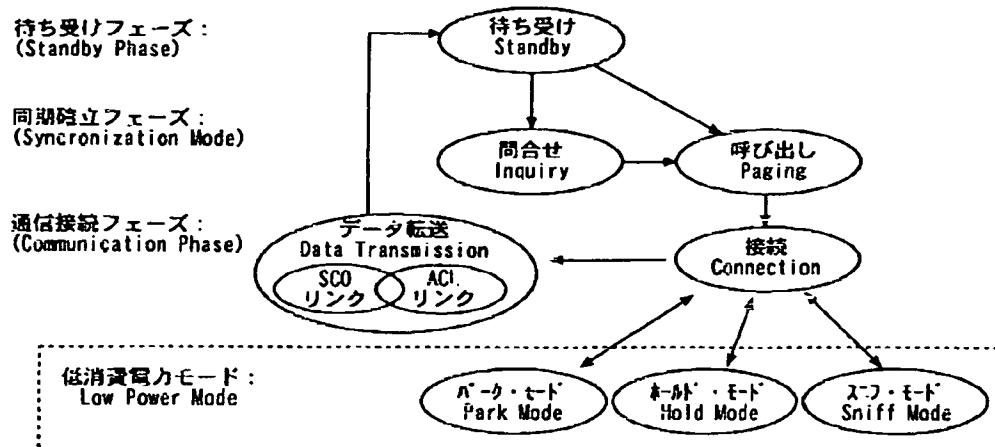 待ち受けフェーズ：
(Standby Phase)
待ち受け
Standby
同期確立フェーズ：
(Syncronization Mode)
問合せ
Inquiry
呼び出し
Paging
通信接続フェーズ：
(Communication Phase)
データ転送
Data Transmission
SCO
リンク
ACL
リンク
接続
Connection
低消費電力モード：
Low Power Mode
パーク・モード
Park Mode
ホールド・モード
Hold Mode
スニフ・モード
Sniff Mode